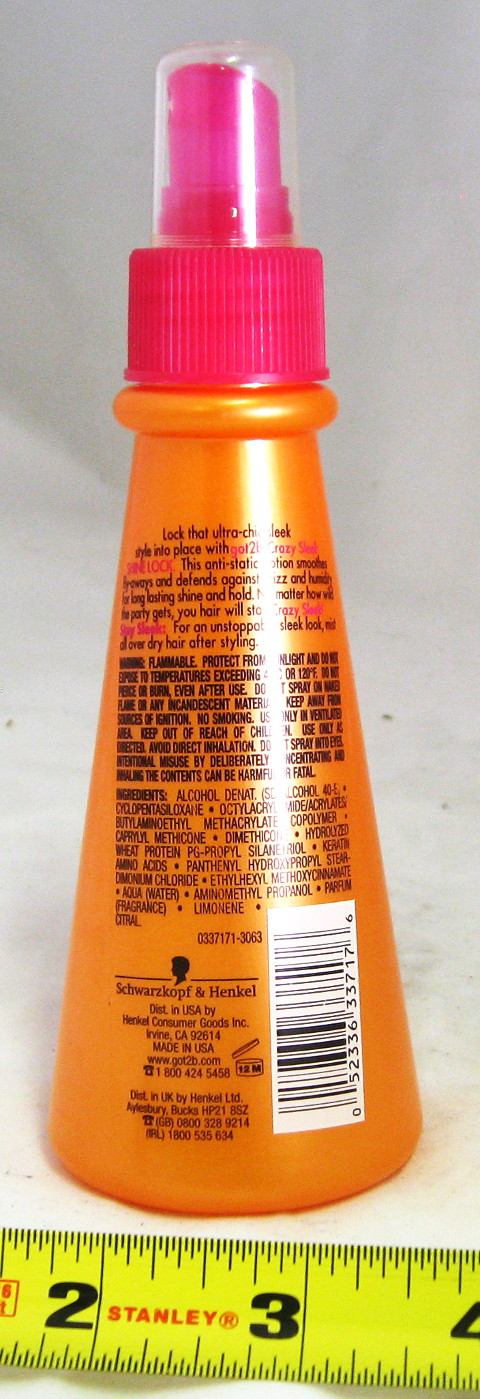 Lock that ultra-chic sleek
style into place with got2b Crazy Sleek
SHINE LOCK. This anti-static lotion smoothes
fly-aways and defends against frizz and humidity
for long lasting shine and hold. No matter how wild
the party gets, you hair will stay Crazy Sleek!
Stay Sleek: For an unstoppable sleek look, mist
all over dry hair after styling.
WARNING: FLAMMABLE. PROTECT FROM SUNLIGHT AND DO NOT
EXPOSE TO TEMPERATURES EXCEEDING OR 120°F. DO NOT
PIERCE OR BURN, EVEN AFTER USE. DO NOT SPRAY ON NAKED
FLAME OR ANY INCANDESCENT MATERIAL. KEEP AWAY FROM
SOURCES OF IGNITION. NO SMOKING. USE ONLY IN VENTILATED
AREA. KEEP OUT OF REACH OF CHILDREN. USE ONLY AS
DIRECTED. AVOID DIRECT INHALATION. DO NOT SPRAY INTO EYES.
INTENTIONAL MISUSE BY DELIBERATELY CONCENTRATING AND
INHALING THE CONTENTS CAN BE HARMFUL OR FATAL.
INGREDIENTS: ALCOHOL DENAT. (SD ALCOHOL 40-B) •
CYCLOPENTASILOXANE • OCTYLACRYLAMIDE/ACRYLATES/
BUTYLAMINOETHYL METHACRYLATE COPOLYMER •
CAPRYLYL METHICONE • DIMETHICONE • HYDROLYZED
WHEAT PROTEIN PG-PROPYL SILANETRIOL • KERATIN
AMINO ACIDS • PANTHENYL HYDROXYPROPYL STEAR-
DIMONIUM CHLORIDE • ETHYLHEXYL METHOXYCINNAMATE
• AQUA (WATER) • AMINOMETHYL PROPANOL • PARFUM
(FRAGRANCE) • LIMONENE •
CITRAL.
0337171-3063
Schwarzkopf & Henkel
Dist. in USA by
Henkel Consumer Goods Inc.
Irvine, CA 92614
MADE IN USA
www.got2b.com
☎ 1 800 424 5458
12 M
Dist. in UK by Henkel Ltd.
Aylesbury, Bucks HP21 8SZ
☎ (GB) 0800 328 9214
(IRL) 1800 535 634
0 52336 33717 6
2 STANLEY® 3 4